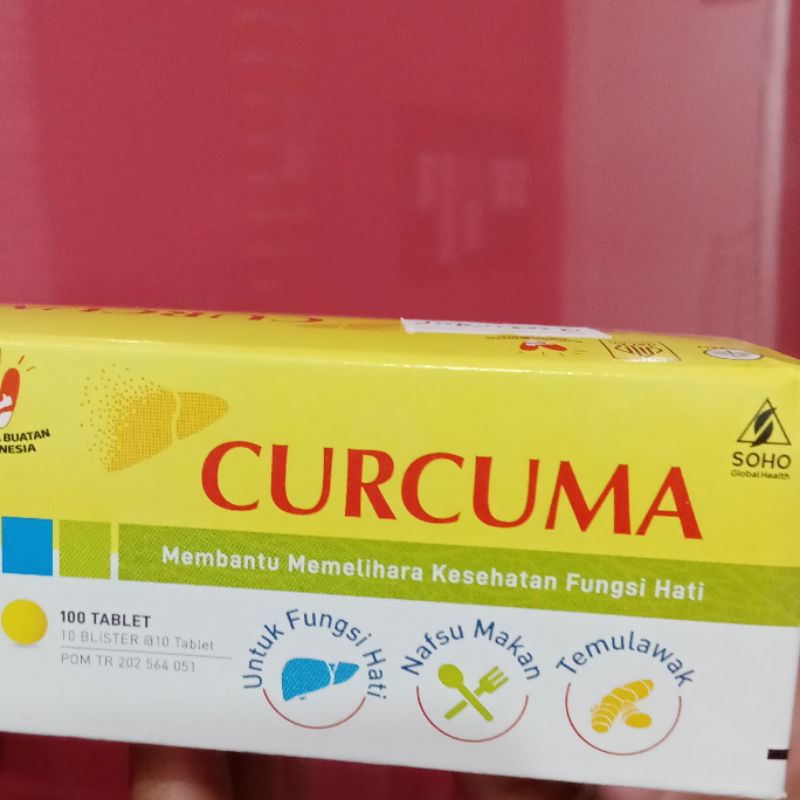 BUATAN
CURCUMA
SOHO
Global Health
Membantu Memelihara Kesehatan Fungsi Hati
100 TABLET
10 BLISTER @10 Tablet
POM TR 202 564 051
Untuk Fungsi Hati
Nafsu Makan
Temulawak